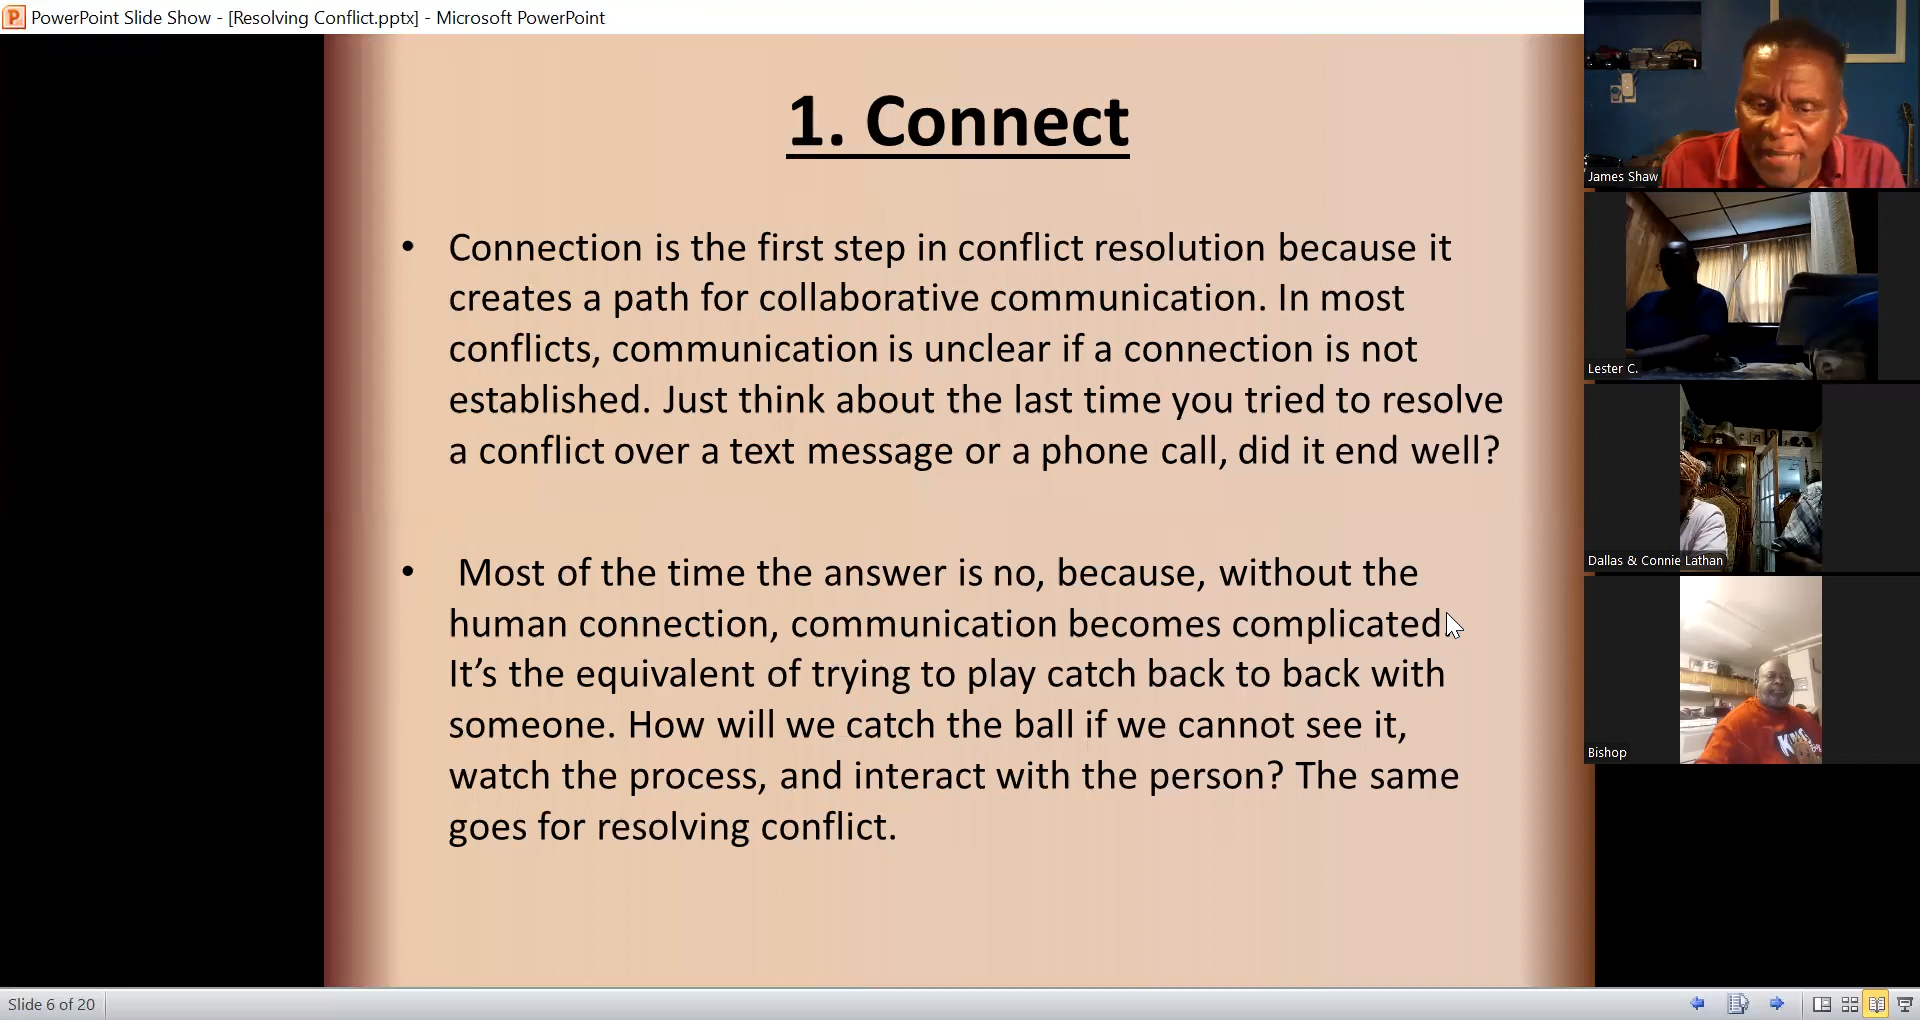 PowerPoint Slide Show - [Resolving Conflict.pptx] - Microsoft PowerPoint
1. Connect
• Connection is the first step in conflict resolution because it
creates a path for collaborative communication. In most
conflicts, communication is unclear if a connection is not
established. Just think about the last time you tried to resolve
a conflict over a text message or a phone call, did it end well?
• Most of the time the answer is no, because, without the
human connection, communication becomes complicated.
It's the equivalent of trying to play catch back to back with
someone. How will we catch the ball if we cannot see it,
watch the process, and interact with the person? The same
goes for resolving conflict.
James Shaw
Lester C.
Dallas & Connie Lathan
Bishop
Slide 6 of 20